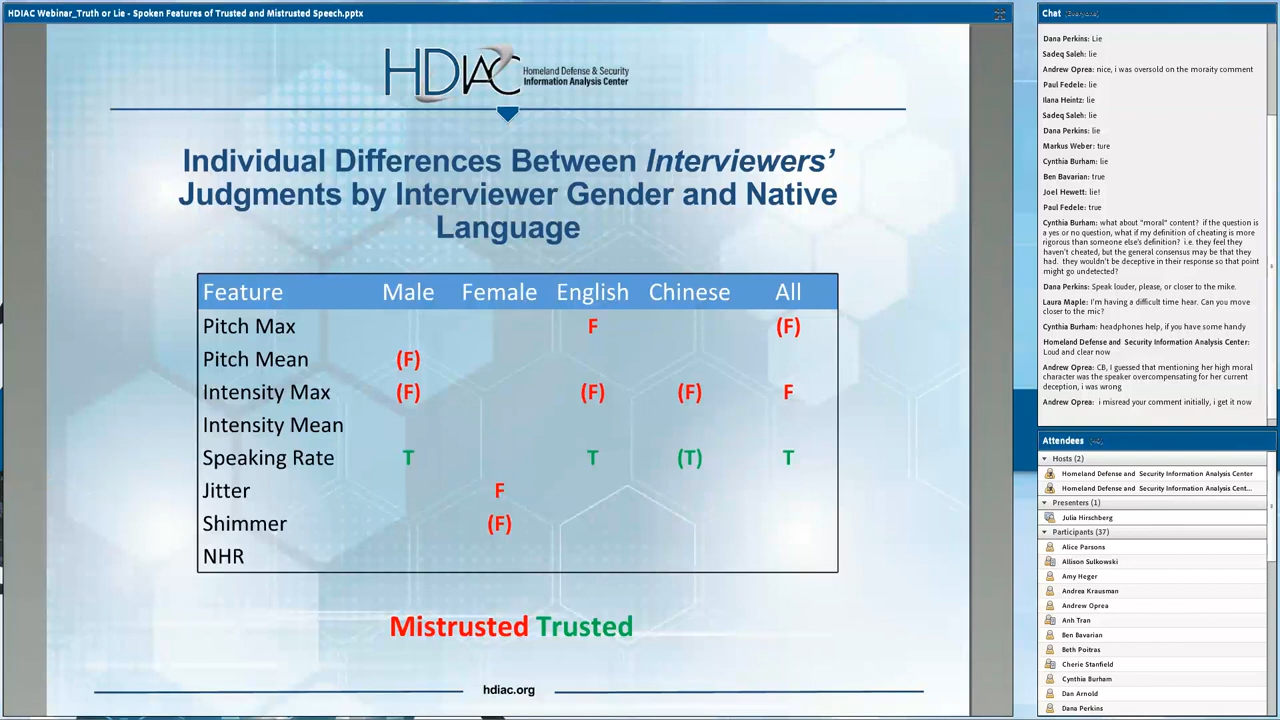 HDIAC Webinar_Truth or Lie - Spoken Features of Trusted and Mistrusted Speech.pptx
HDIAC
Homeland Defense & Security
Information Analysis Center
Individual Differences Between Interviewers’
Judgments by Interviewer Gender and Native
Language
Feature Male Female English Chinese All
Pitch Max F (F)
Pitch Mean (F)
Intensity Max (F) (F) (F) F
Intensity Mean
Speaking Rate T T (T) T
Jitter F
Shimmer (F)
NHR
Mistrusted Trusted
hdiac.org
Chat (Everyone)
Dana Perkins: Lie
Sadeq Saleh: lie
Andrew Oprea: nice, i was oversold on the moraity comment
Paul Fedele: lie
Ilana Heintz: lie
Sadeq Saleh: lie
Dana Perkins: lie
Markus Weber: ture
Cynthia Burham: lie
Ben Bavarian: true
Joel Hewett: lie!
Paul Fedele: true
Cynthia Burham: what about "moral" content? if the question is
a yes or no question, what if my definition of cheating is more
rigorous than someone else's definition? i.e. they feel they
haven't cheated, but the general consensus may be that they
had. they wouldn't be deceptive in their response so that point
might go undetected?
Dana Perkins: Speak louder, please, or closer to the mike.
Laura Maple: I'm having a difficult time hear. Can you move
closer to the mic?
Cynthia Burham: headphones help, if you have some handy
Homeland Defense and Security Information Analysis Center:
Loud and clear now
Andrew Oprea: CB, I guessed that mentioning her high moral
character was the speaker overcompensating for her current
deception, i was wrong
Andrew Oprea: i misread your comment initially, i get it now
Attendees
Hosts (2)
Homeland Defense and Security Information Analysis Center
Homeland Defense and Security Information Analysis Cent...
Presenters (1)
Julia Hirschberg
Participants (37)
Alice Parsons
Allison Sulkowski
Amy Heger
Andrea Krausman
Andrew Oprea
Anh Tran
Ben Bavarian
Beth Poitras
Cherie Stanfield
Cynthia Burham
Dan Arnold
Dana Perkins